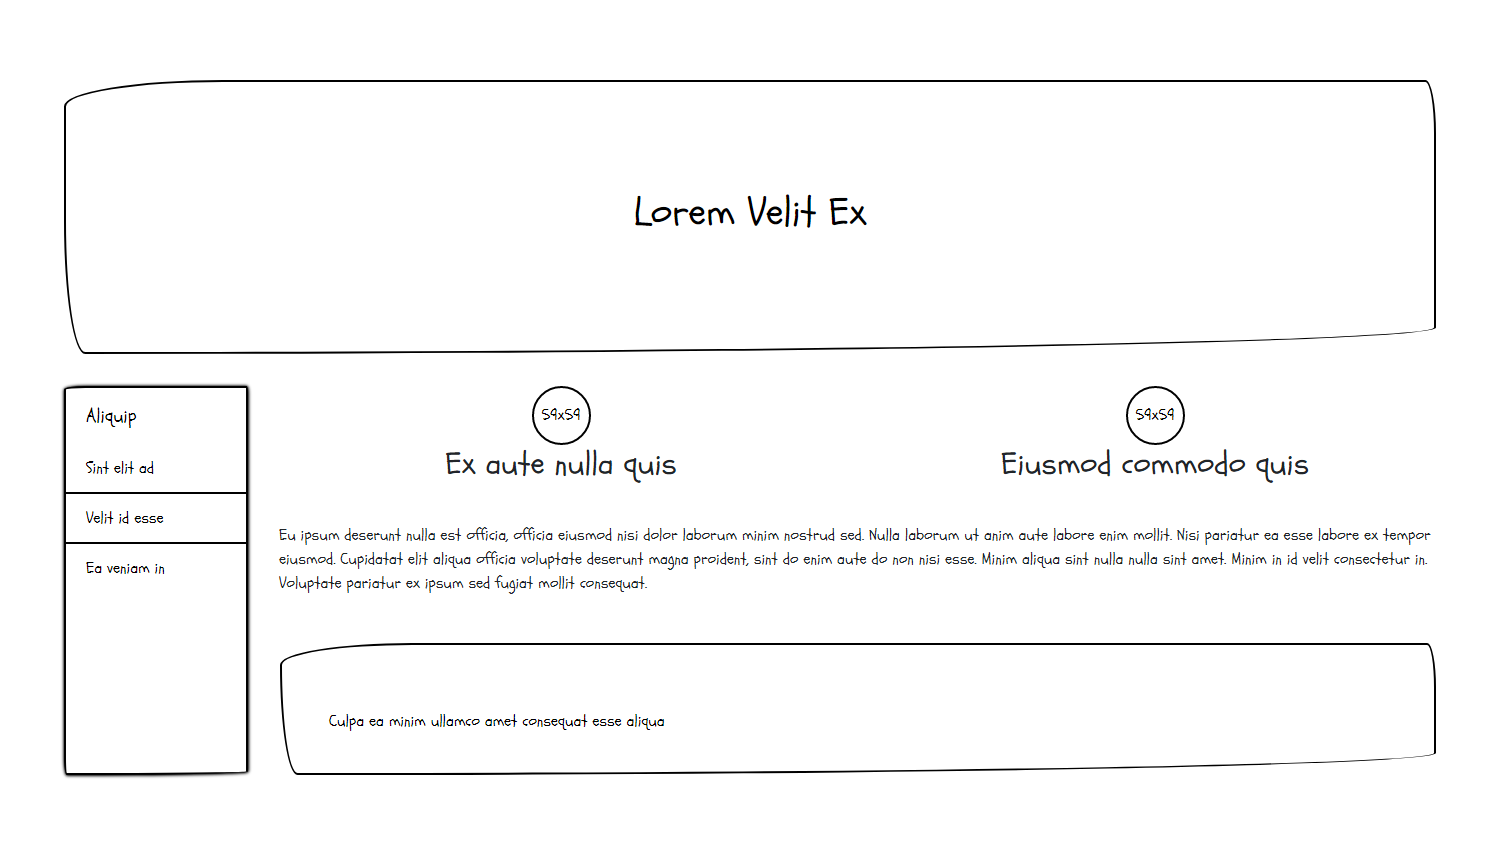 Lorem Velit Ex
Aliquip
Sint elit ad
Velit id esse
Ea veniam in
59x59
Ex aute nulla quis
59x59
Eiusmod commodo quis
Eu ipsum deserunt nulla est officia, officia eiusmod nisi dolor laborum minim nostrud sed. Nulla laborum ut anim aute labore enim mollit. Nisi pariatur ea esse labore ex tempor
eiusmod. Cupidatat elit aliqua officia voluptate deserunt magna proident, sint do enim aute do non nisi esse. Minim aliqua sint nulla nulla sint amet. Minim in id velit consectetur in.
Voluptate pariatur ex ipsum sed fugiat mollit consequat.
Culpa ea minim ullamco amet consequat esse aliqua